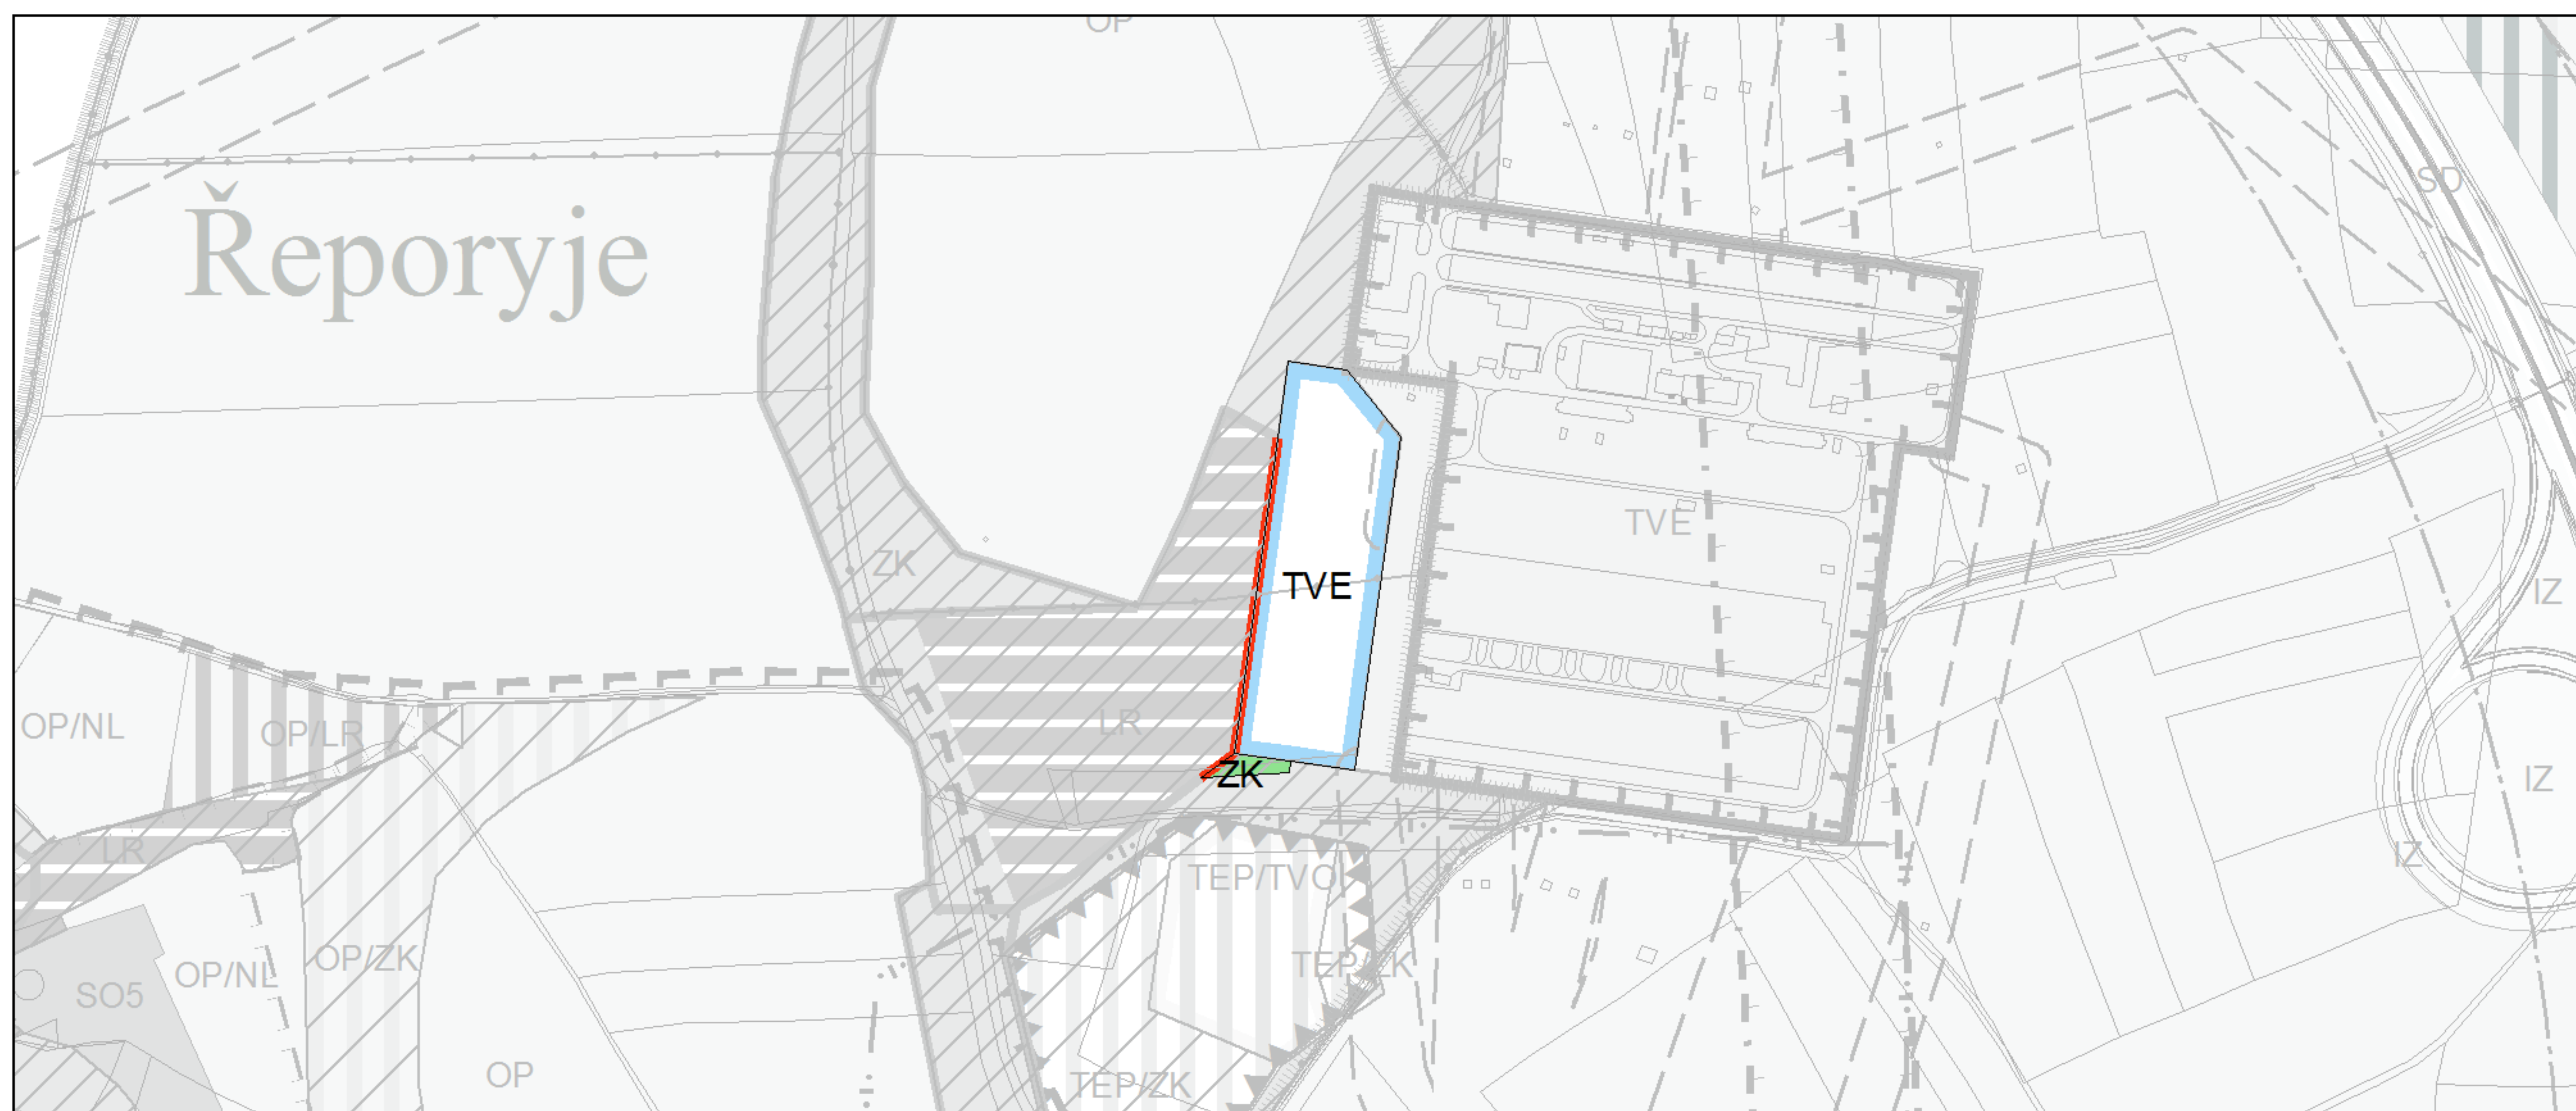 OP
SD
Řeporyje
TVE
ZK
TVE
IZ
LR
OP/NL
OP/LR
ZK
IZ
LR
IZ
TEP/TVO
OP/ZK
TEP/ZK
OP/NL
SO5
OP
TEP/ZK